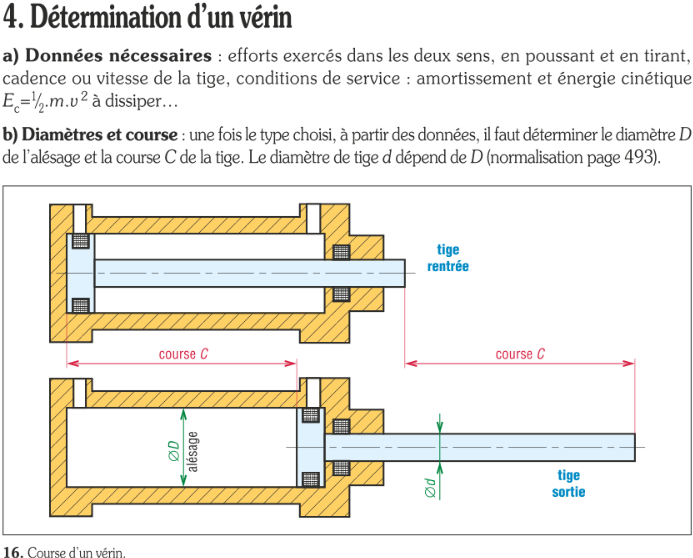 4. Détermination d'un vérin
a) Données nécessaires : efforts exercés dans les deux sens, en poussant et en tirant,
cadence ou vitesse de la tige, conditions de service : amortissement et énergie cinétique
E_c=½.m.v² à dissiper…
b) Diamètres et course : une fois le type choisi, à partir des données, il faut déterminer le diamètre D
de l'alésage et la course C de la tige. Le diamètre de tige d dépend de D (normalisation page 493).
tige
rentrée
course C
course C
∅D
alésage
∅d
tige
sortie
16. Course d'un vérin.